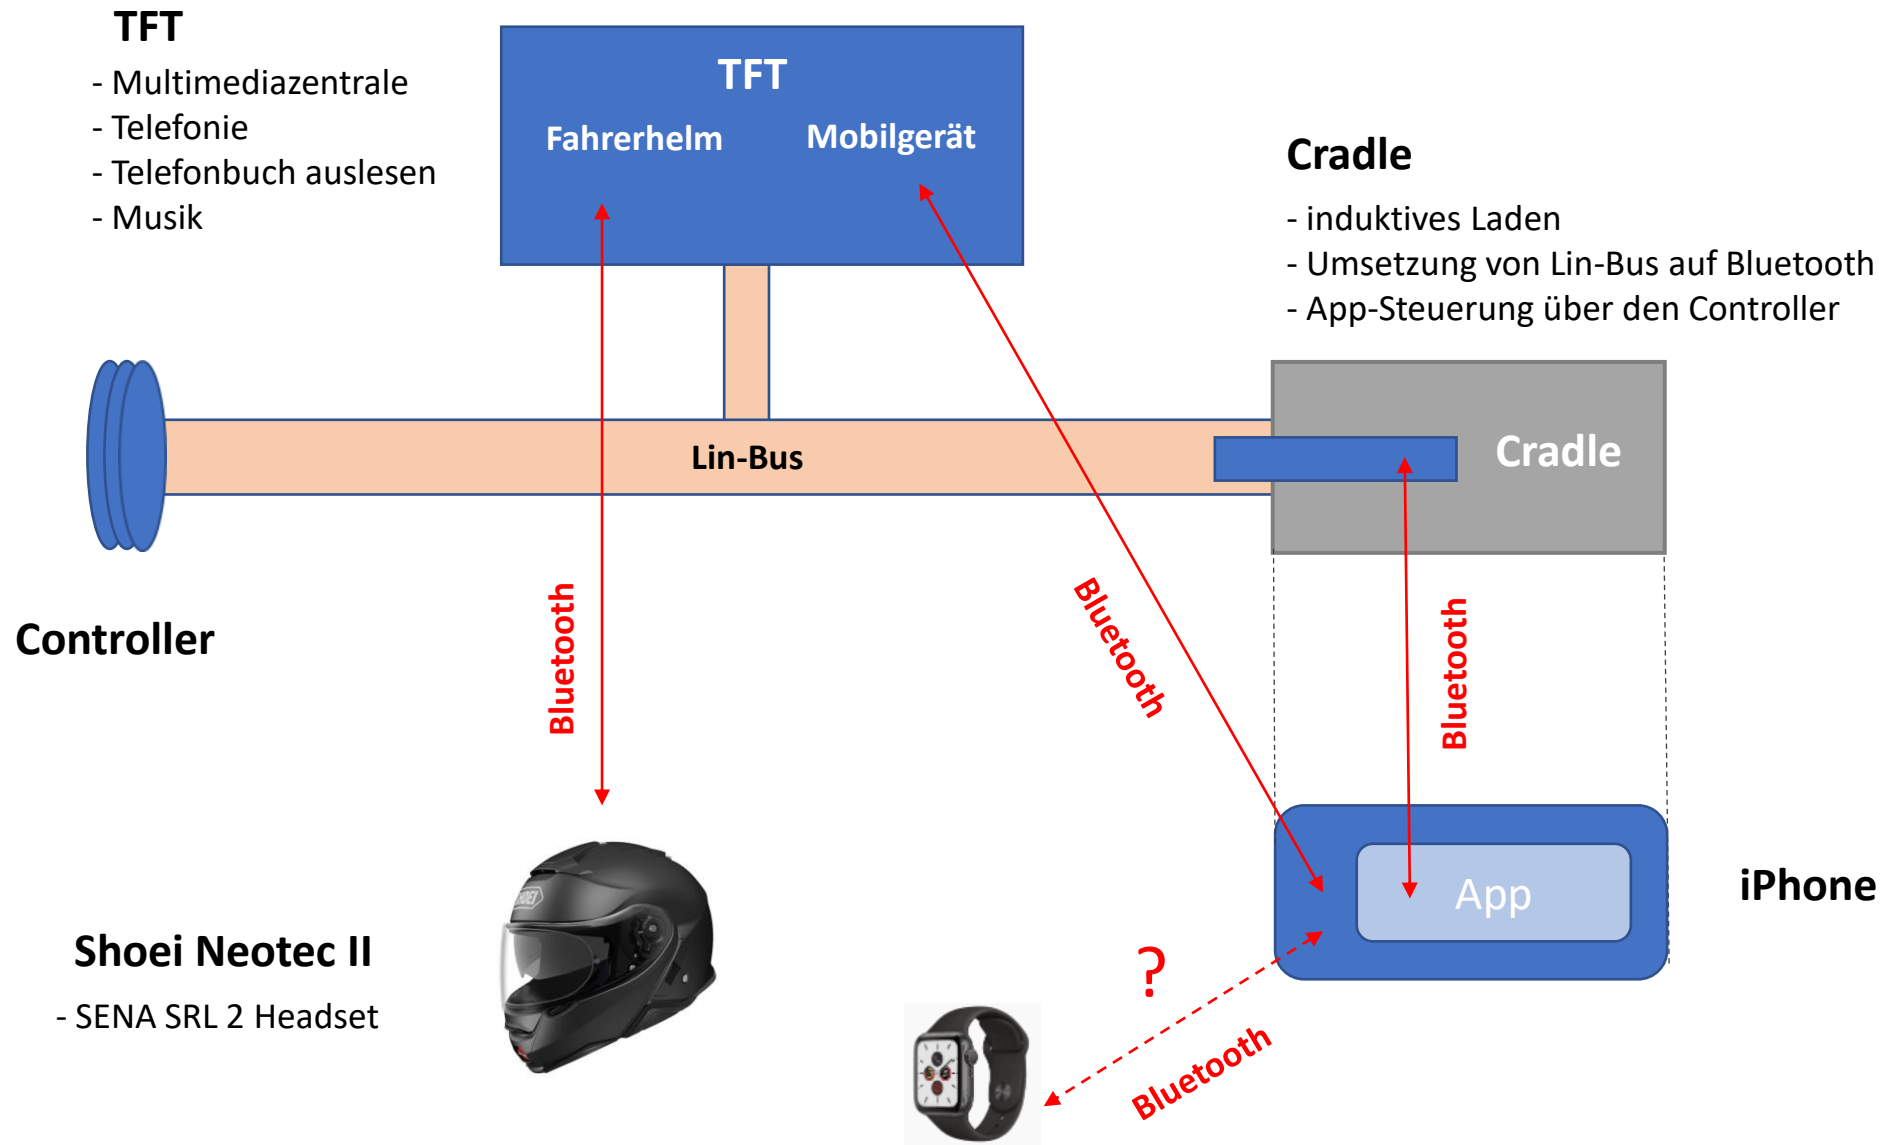 TFT
- Multimediazentrale
- Telefonie
- Telefonbuch auslesen
- Musik
TFT
Fahrerhelm
Mobilgerät
Cradle
- induktives Laden
- Umsetzung von Lin-Bus auf Bluetooth
- App-Steuerung über den Controller
Lin-Bus
Cradle
Controller
Bluetooth
Bluetooth
Bluetooth
App
iPhone
Shoei Neotec II
- SENA SRL 2 Headset
SHOEI
?
Bluetooth